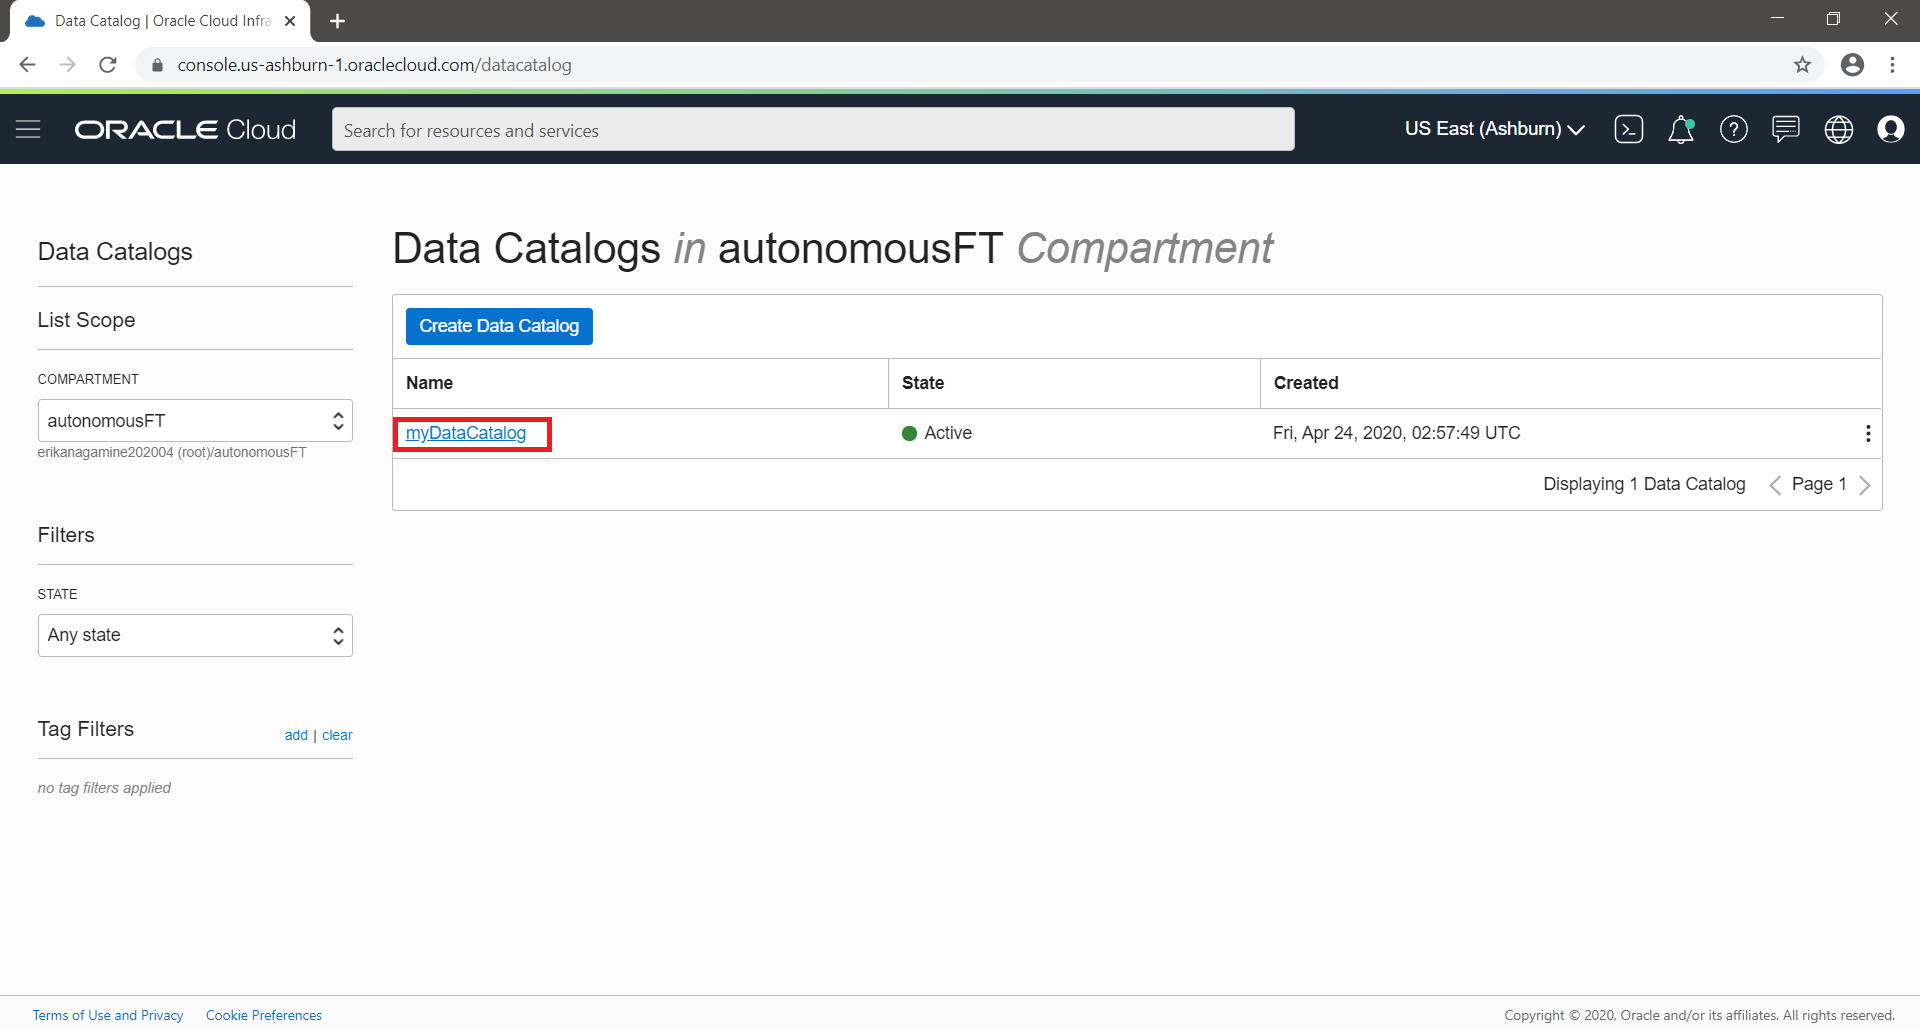 Data Catalog | Oracle Cloud Infra
console.us-ashburn-1.oraclecloud.com/datacatalog
ORACLE Cloud
Search for resources and services
US East (Ashburn)
Data Catalogs
List Scope
COMPARTMENT
autonomousFT
erikanagamine202004 (root)/autonomousFT
Filters
STATE
Any state
Tag Filters
add | clear
no tag filters applied
Data Catalogs in autonomousFT Compartment
Create Data Catalog
Name State Created
myDataCatalog Active Fri, Apr 24, 2020, 02:57:49 UTC
Displaying 1 Data Catalog Page 1
Terms of Use and Privacy Cookie Preferences
Copyright © 2020, Oracle and/or its affiliates. All rights reserved.